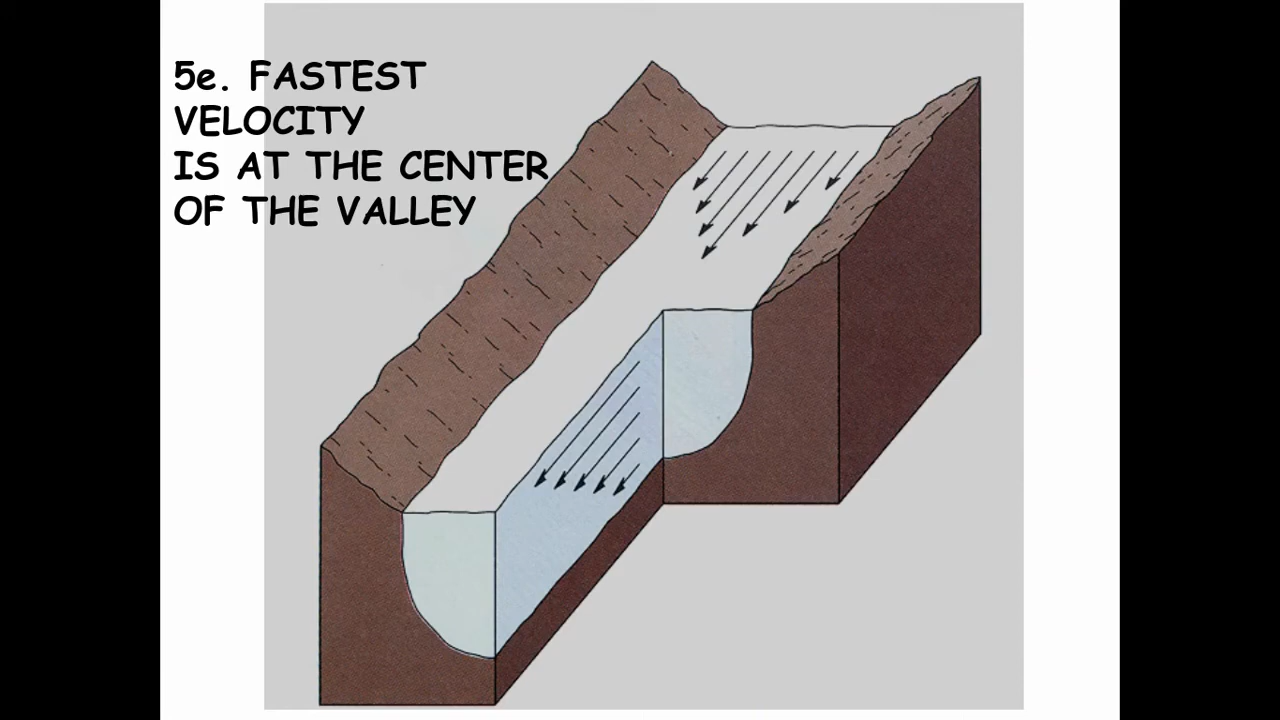 5e. FASTEST
VELOCITY
IS AT THE CENTER
OF THE VALLEY